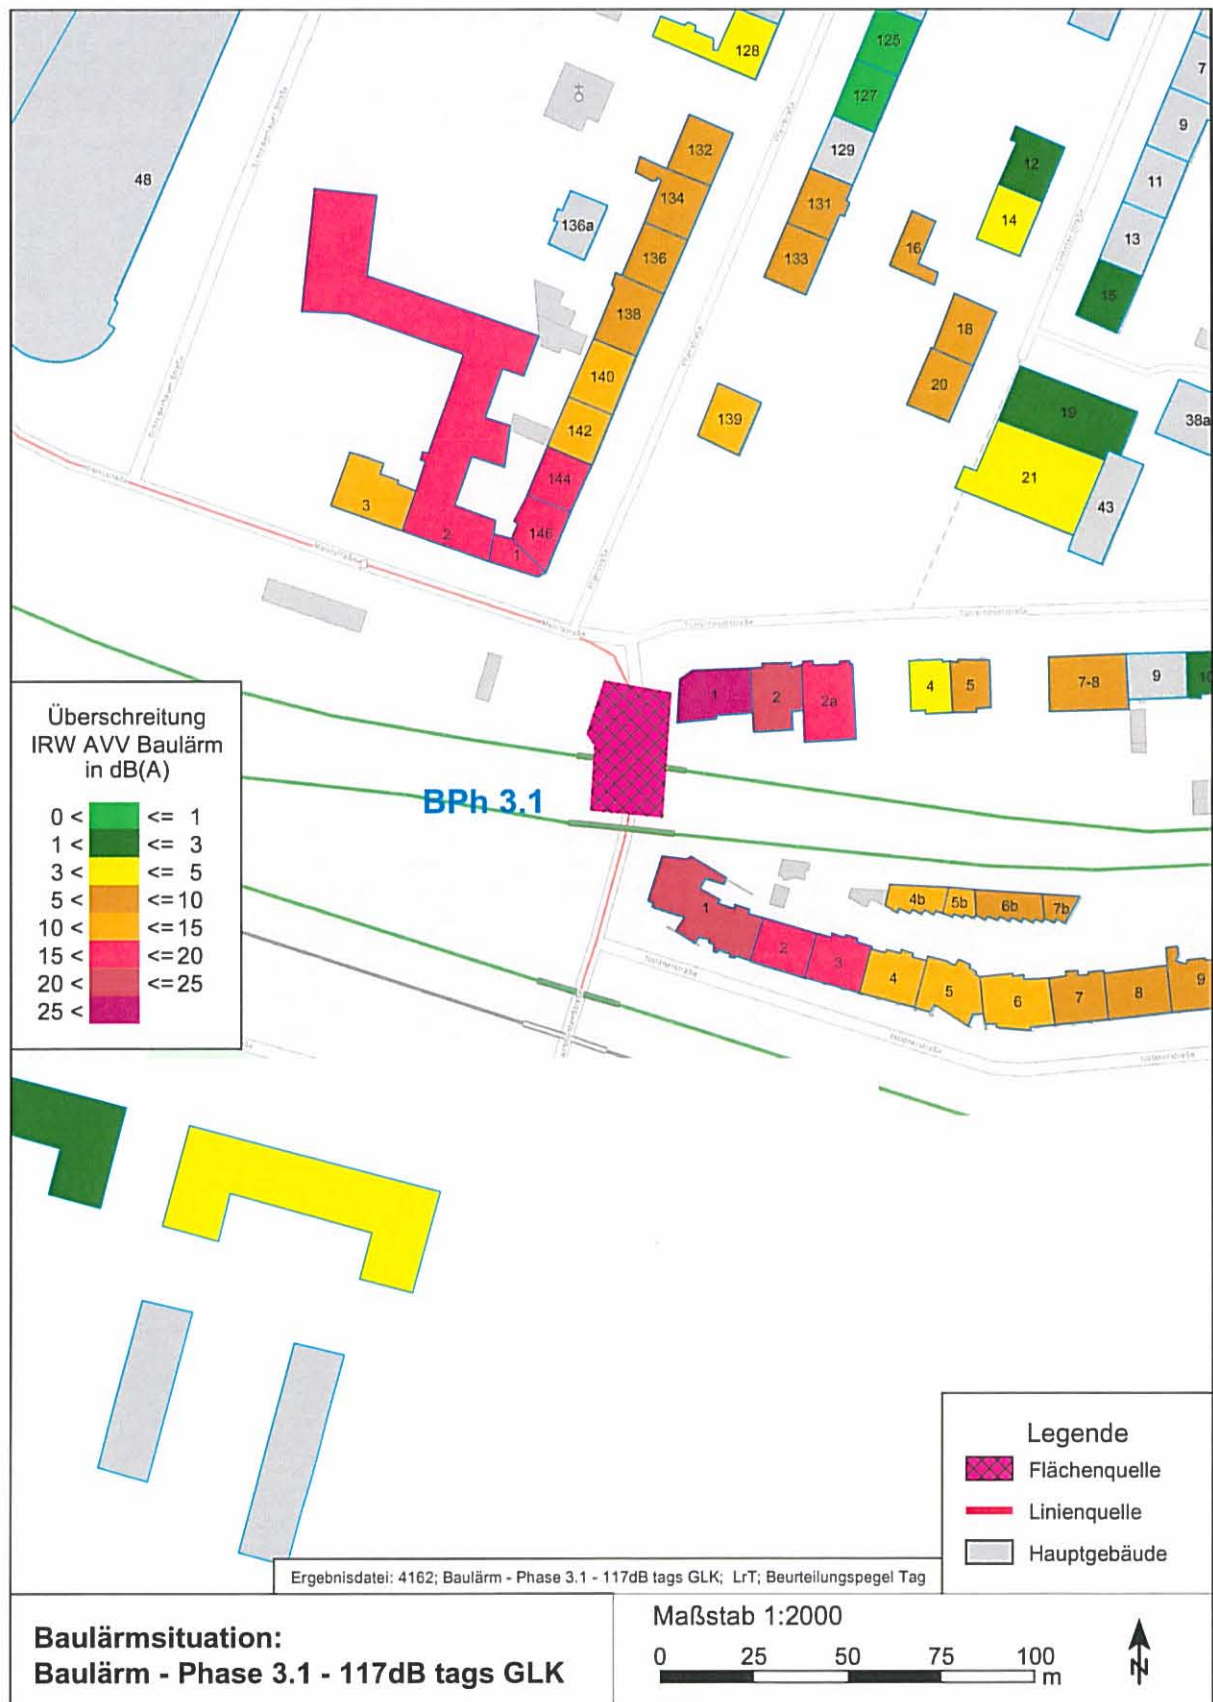 128
125
127
7
9
129
132
12
11
48
134
131
14
136a
13
136
133
16
15
138
18
140
20
139
19
38a
142
144
21
3
43
146
2
1
1
2
2a
4
5
7-8
9
10
Überschreitung
IRW AVV Baulärm
in dB(A)
0 < <= 1
1 < <= 3
3 < <= 5
5 < <=10
10 < <=15
15 < <=20
20 < <=25
25 <
BPh 3.1
1
4b
5b
6b
7b
2
3
4
5
6
7
8
9
Legende
Flächenquelle
Linienquelle
Hauptgebäude
Ergebnisdatei: 4162; Baulärm - Phase 3.1 - 117dB tags GLK; LrT; Beurteilungspegel Tag
Baulärmsituation:
Baulärm - Phase 3.1 - 117dB tags GLK
Maßstab 1:2000
0 25 50 75 100
m
N